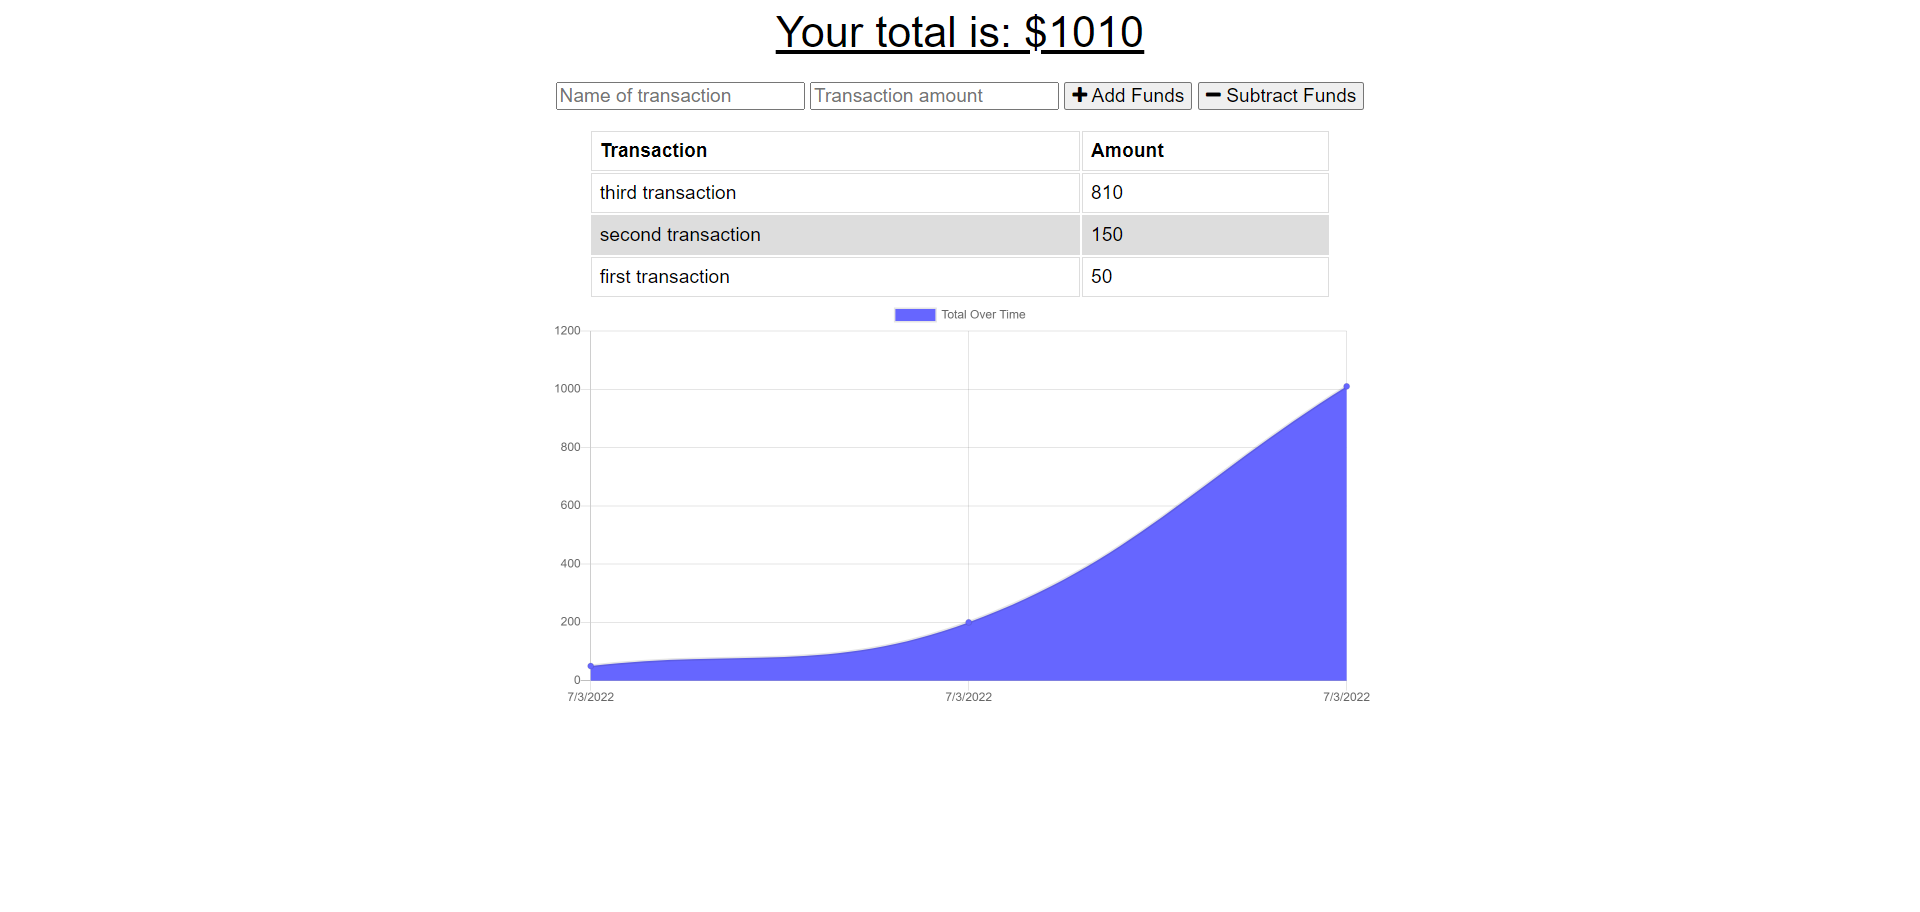 Your total is: $1010
Name of transaction Transaction amount Add Funds Subtract Funds
Transaction Amount
third transaction 810
second transaction 150
first transaction 50
Total Over Time
1200
1000
800
600
400
200
0
7/3/2022 7/3/2022 7/3/2022